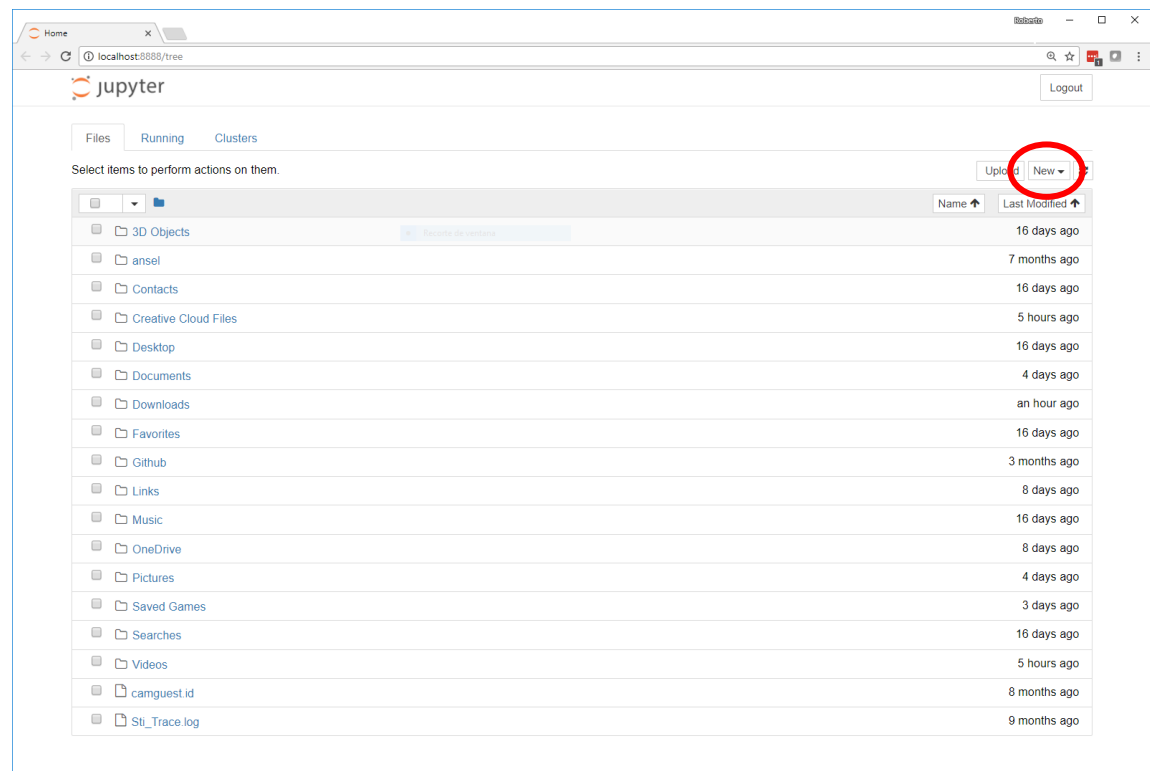 Roberto
Home
localhost:8888/tree
1
jupyter
Logout
Files Running Clusters
Select items to perform actions on them.
Upload New
Name Last Modified
3D Objects 16 days ago
Recorte de ventana
ansel 7 months ago
Contacts 16 days ago
Creative Cloud Files 5 hours ago
Desktop 16 days ago
Documents 4 days ago
Downloads an hour ago
Favorites 16 days ago
Github 3 months ago
Links 8 days ago
Music 16 days ago
OneDrive 8 days ago
Pictures 4 days ago
Saved Games 3 days ago
Searches 16 days ago
Videos 5 hours ago
camguest.id 8 months ago
Sti_Trace.log 9 months ago